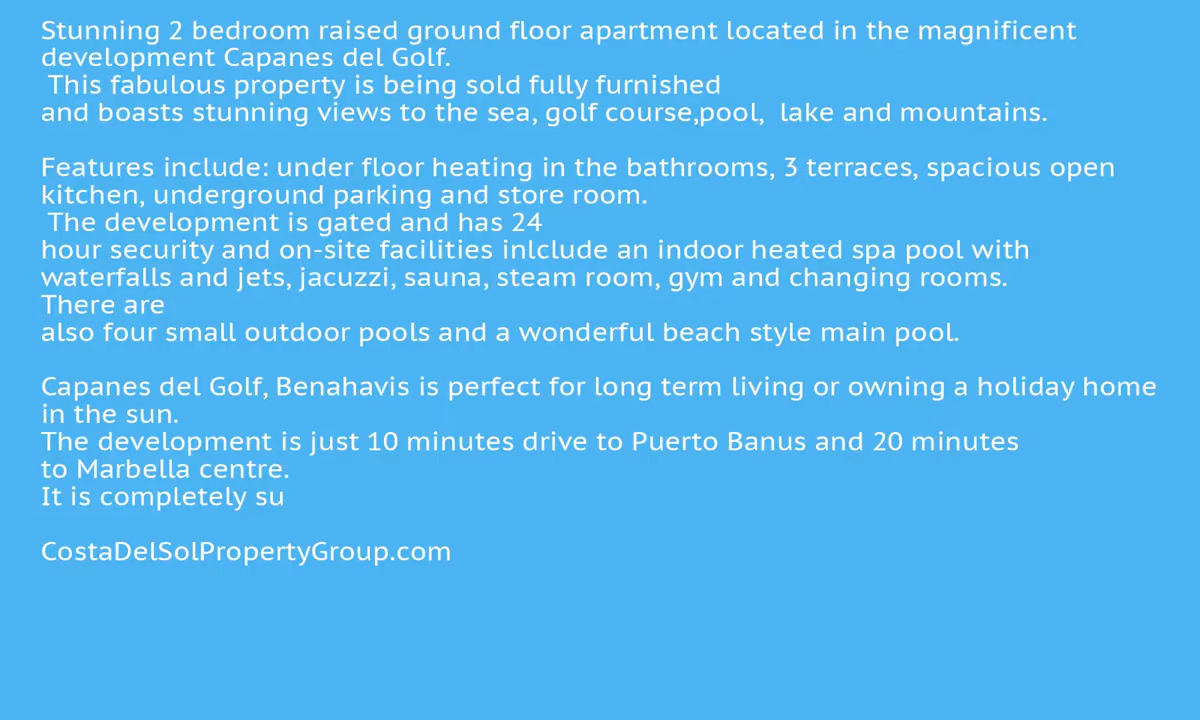 Stunning 2 bedroom raised ground floor apartment located in the magnificent
development Capanes del Golf.
This fabulous property is being sold fully furnished
and boasts stunning views to the sea, golf course,pool,  lake and mountains.
Features include: under floor heating in the bathrooms, 3 terraces, spacious open
kitchen, underground parking and store room.
The development is gated and has 24
hour security and on-site facilities inlclude an indoor heated spa pool with
waterfalls and jets, jacuzzi, sauna, steam room, gym and changing rooms.
There are
also four small outdoor pools and a wonderful beach style main pool.
Capanes del Golf, Benahavis is perfect for long term living or owning a holiday home
in the sun.
The development is just 10 minutes drive to Puerto Banus and 20 minutes
to Marbella centre.
It is completely su
CostaDelSolPropertyGroup.com